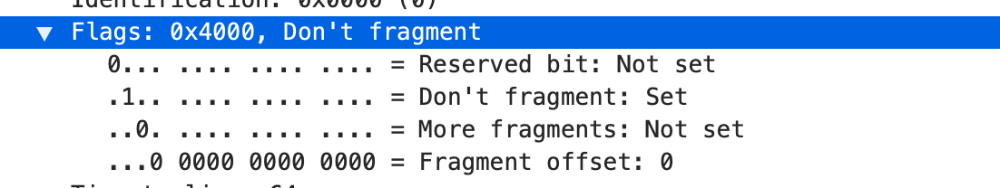 Identification: 0x0000 (0)
▼ Flags: 0x4000, Don't fragment
0... .... .... .... = Reserved bit: Not set
.1.. .... .... .... = Don't fragment: Set
..0. .... .... .... = More fragments: Not set
...0 0000 0000 0000 = Fragment offset: 0